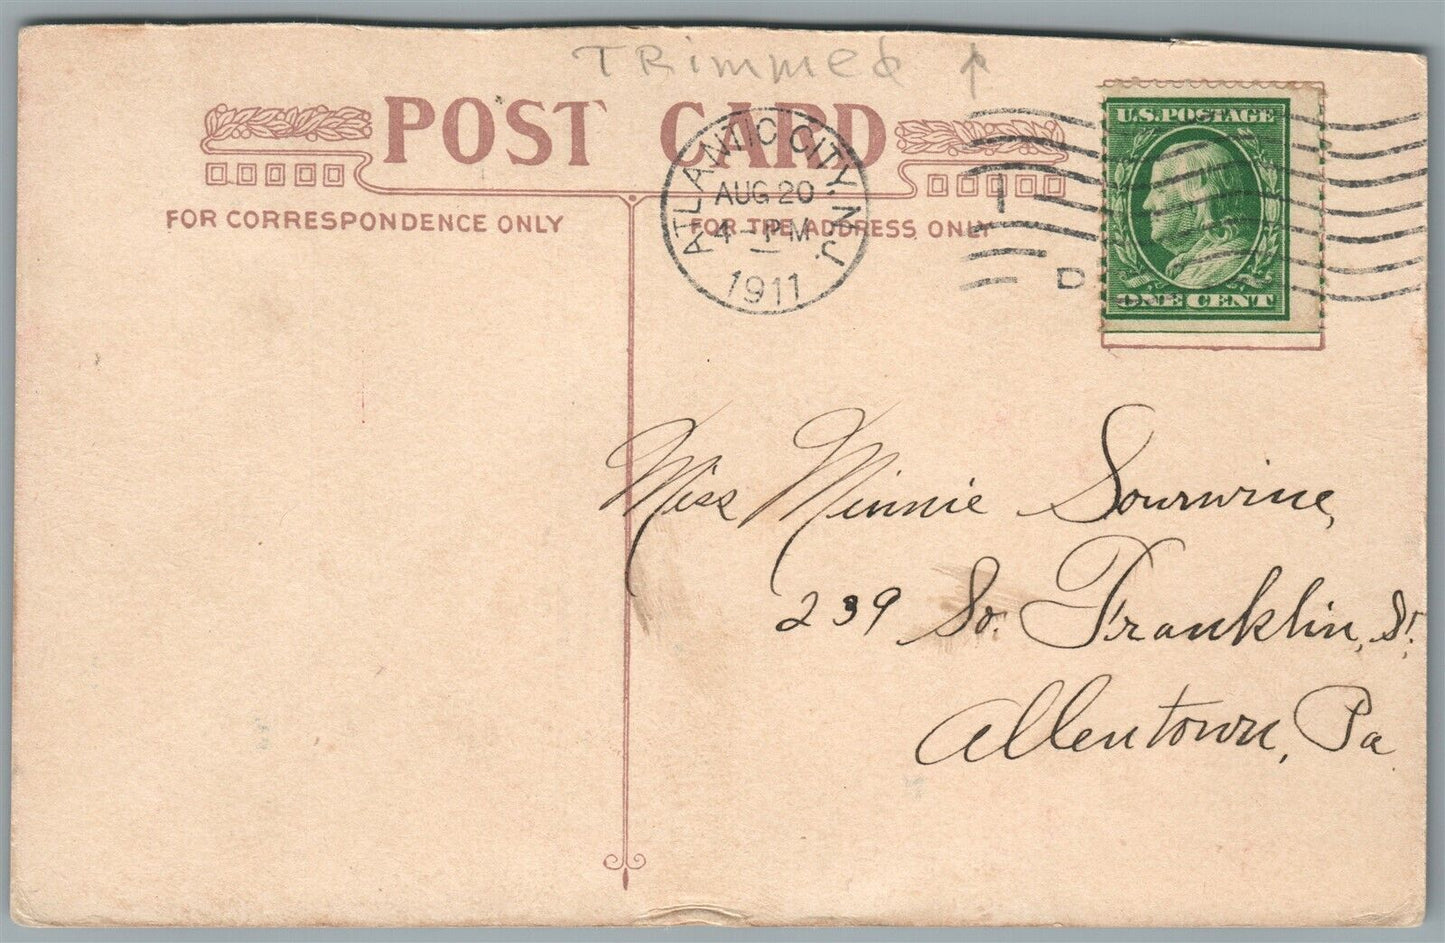 Trimmed ↑
POST CARD
FOR CORRESPONDENCE ONLY
FOR THE ADDRESS ONLY
ATLANTIC CITY, N.J.
AUG 20
4 - PM
1911
1
D
U.S. POSTAGE
ONE CENT
Miss Minnie Sourwine,
239 So. Franklin, St.
Allentown, Pa